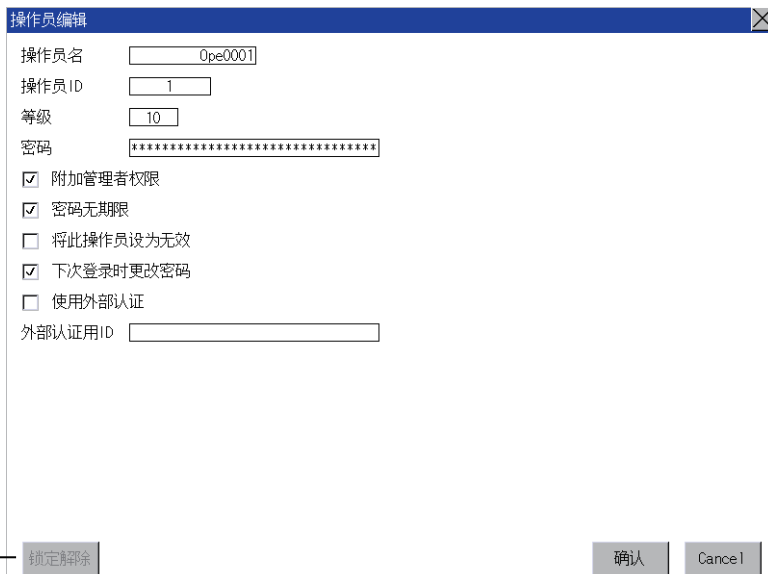 操作员编辑
操作员名 Ope0001
操作员ID 1
等级 10
密码 ********************************
附加管理者权限
密码无期限
将此操作员设为无效
下次登录时更改密码
使用外部认证
外部认证用ID
锁定解除 确认 Cancel